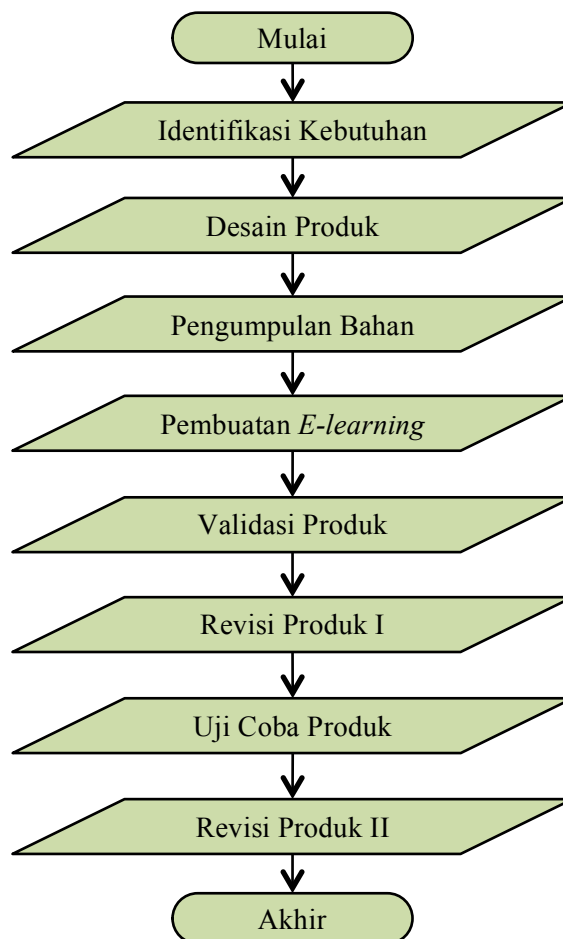 Mulai
Identifikasi Kebutuhan
Desain Produk
Pengumpulan Bahan
Pembuatan E-learning
Validasi Produk
Revisi Produk I
Uji Coba Produk
Revisi Produk II
Akhir